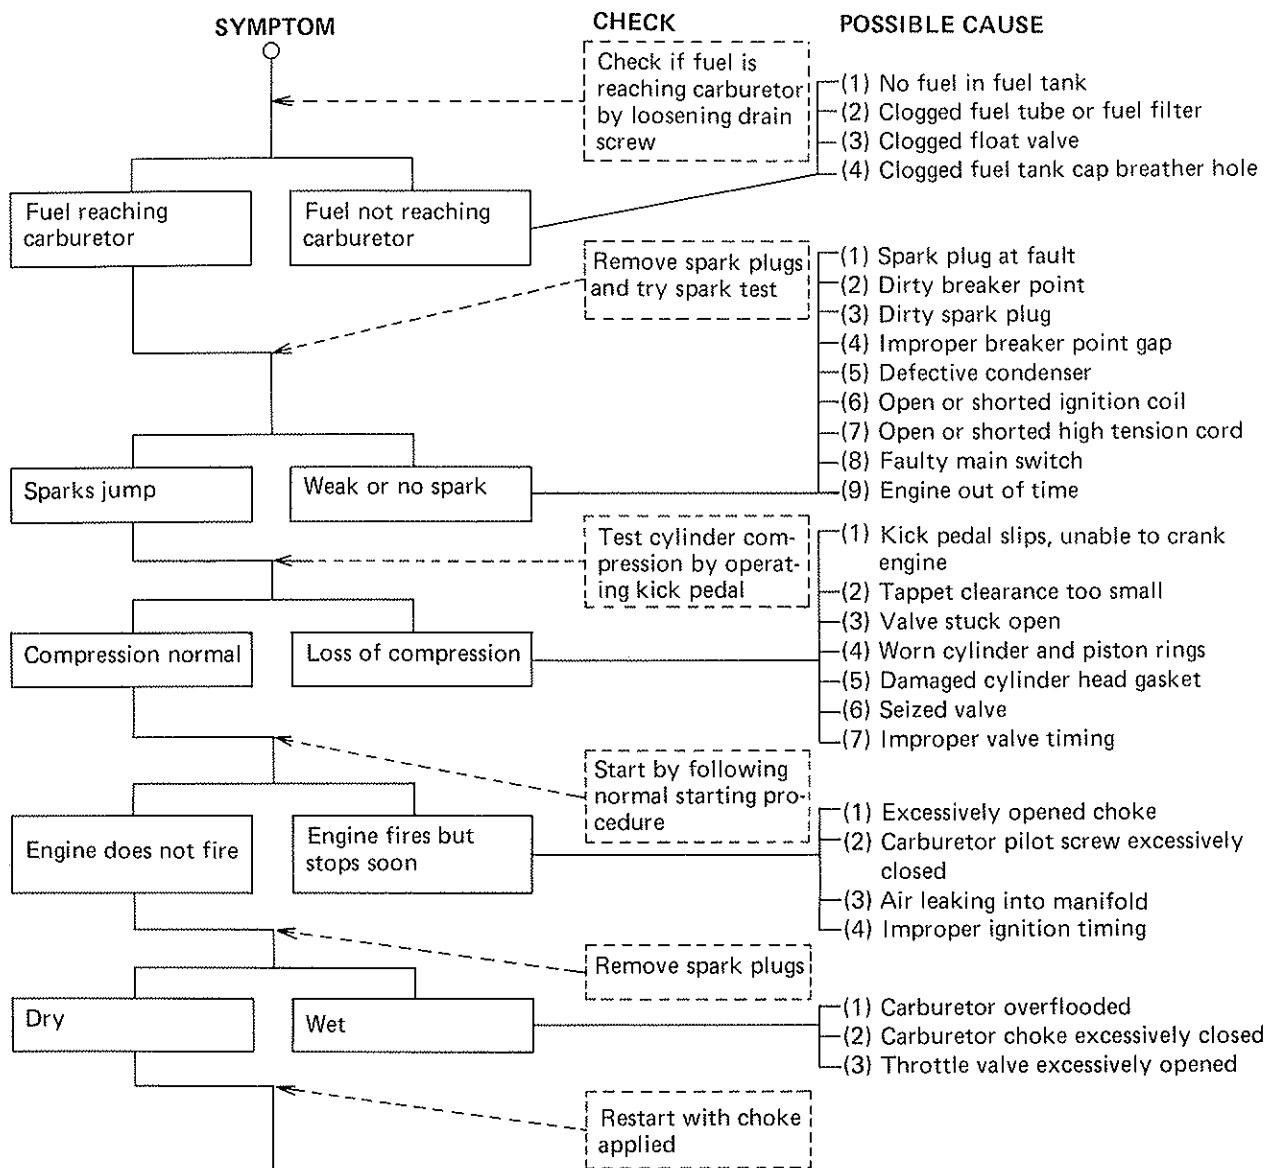 SYMPTOM
CHECK
POSSIBLE CAUSE
Check if fuel is
reaching carburetor
by loosening drain
screw
(1) No fuel in fuel tank
(2) Clogged fuel tube or fuel filter
(3) Clogged float valve
(4) Clogged fuel tank cap breather hole
Fuel reaching
carburetor
Fuel not reaching
carburetor
Remove spark plugs
and try spark test
(1) Spark plug at fault
(2) Dirty breaker point
(3) Dirty spark plug
(4) Improper breaker point gap
(5) Defective condenser
(6) Open or shorted ignition coil
(7) Open or shorted high tension cord
(8) Faulty main switch
(9) Engine out of time
Sparks jump
Weak or no spark
Test cylinder com-
pression by operat-
ing kick pedal
(1) Kick pedal slips, unable to crank
engine
(2) Tappet clearance too small
(3) Valve stuck open
(4) Worn cylinder and piston rings
(5) Damaged cylinder head gasket
(6) Seized valve
(7) Improper valve timing
Compression normal
Loss of compression
Start by following
normal starting pro-
cedure
(1) Excessively opened choke
(2) Carburetor pilot screw excessively
closed
(3) Air leaking into manifold
(4) Improper ignition timing
Engine does not fire
Engine fires but
stops soon
Remove spark plugs
Dry
Wet
(1) Carburetor overflooded
(2) Carburetor choke excessively closed
(3) Throttle valve excessively opened
Restart with choke
applied